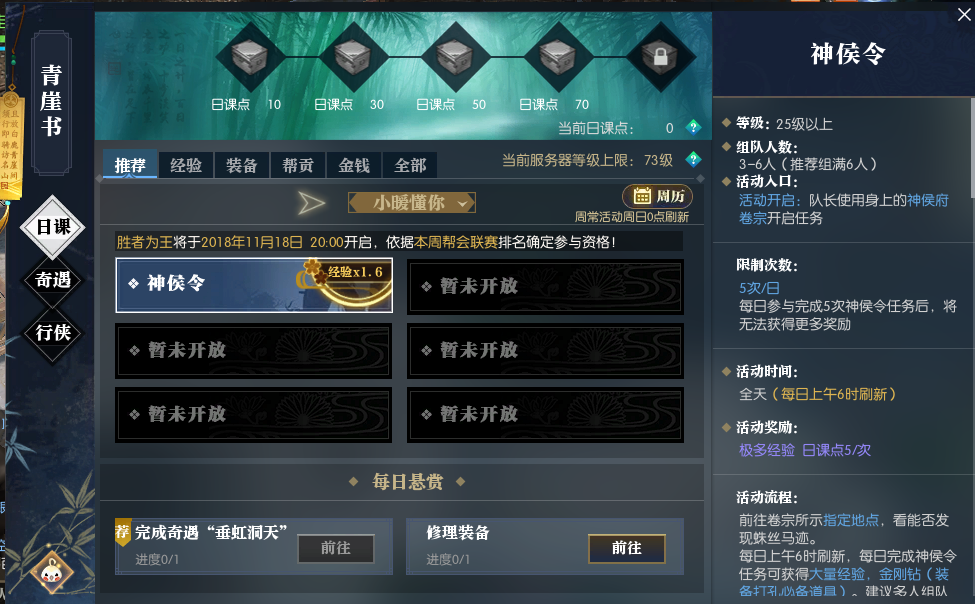 青崖书
日课
奇遇
行侠
日课点 10
日课点 30
日课点 50
日课点 70
当前日课点： 0
推荐
经验
装备
帮贡
金钱
全部
当前服务器等级上限：73级
小暖懂你
周历
周常活动周日0点刷新
胜者为王将于2018年11月18日 20:00开启，依据本周帮会联赛排名确定参与资格！
神侯令
经验x1.6
暂未开放
暂未开放
暂未开放
暂未开放
暂未开放
每日悬赏
荐
完成奇遇“垂虹洞天”
进度0/1
前往
修理装备
进度0/1
前往
神侯令
等级：25级以上
组队人数：
3-6人（推荐组满6人）
活动入口：
活动开启：队长使用身上的神侯府
卷宗开启任务
限制次数：
5次/日
每日参与完成5次神侯令任务后，将
无法获得更多奖励
活动时间：
全天（每日上午6时刷新）
活动奖励：
极多经验 日课点5/次
活动流程：
前往卷宗所示指定地点，看能否发
现蛛丝马迹。
每日上午6时刷新，每日完成神侯令
任务可获得大量经验，金刚钻（装
备打孔必备道具）。建议多人组队